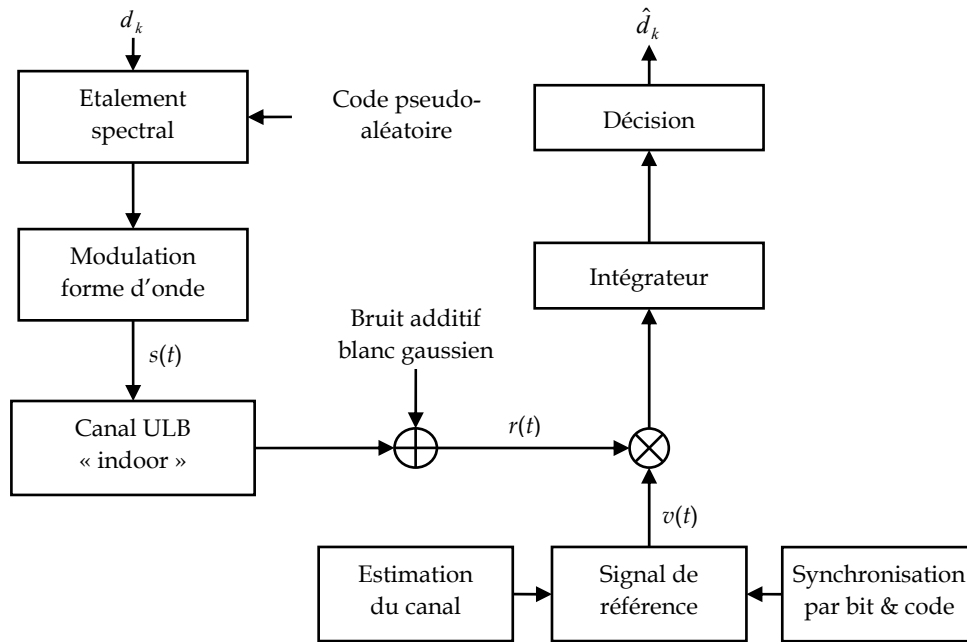 d_k
Etalement
spectral
Code pseudo-
aléatoire
Modulation
forme d’onde
s(t)
Canal ULB
« indoor »
Bruit additif
blanc gaussien
r(t)
d̂_k
Décision
Intégrateur
v(t)
Estimation
du canal
Signal de
référence
Synchronisation
par bit & code